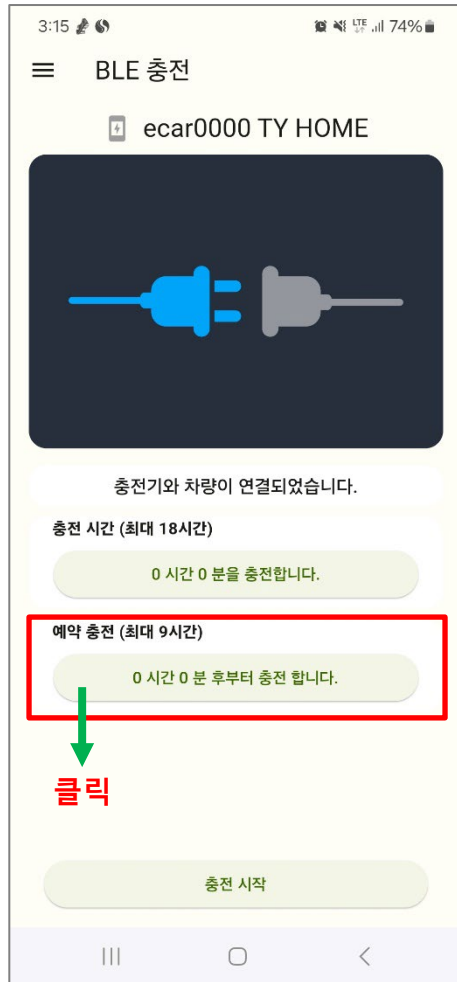 3:15 LTE 74%
BLE 충전
ecar0000 TY HOME
충전기와 차량이 연결되었습니다.
충전 시간 (최대 18시간)
0 시간 0 분을 충전합니다.
예약 충전 (최대 9시간)
0 시간 0 분 후부터 충전 합니다.
클릭
충전 시작